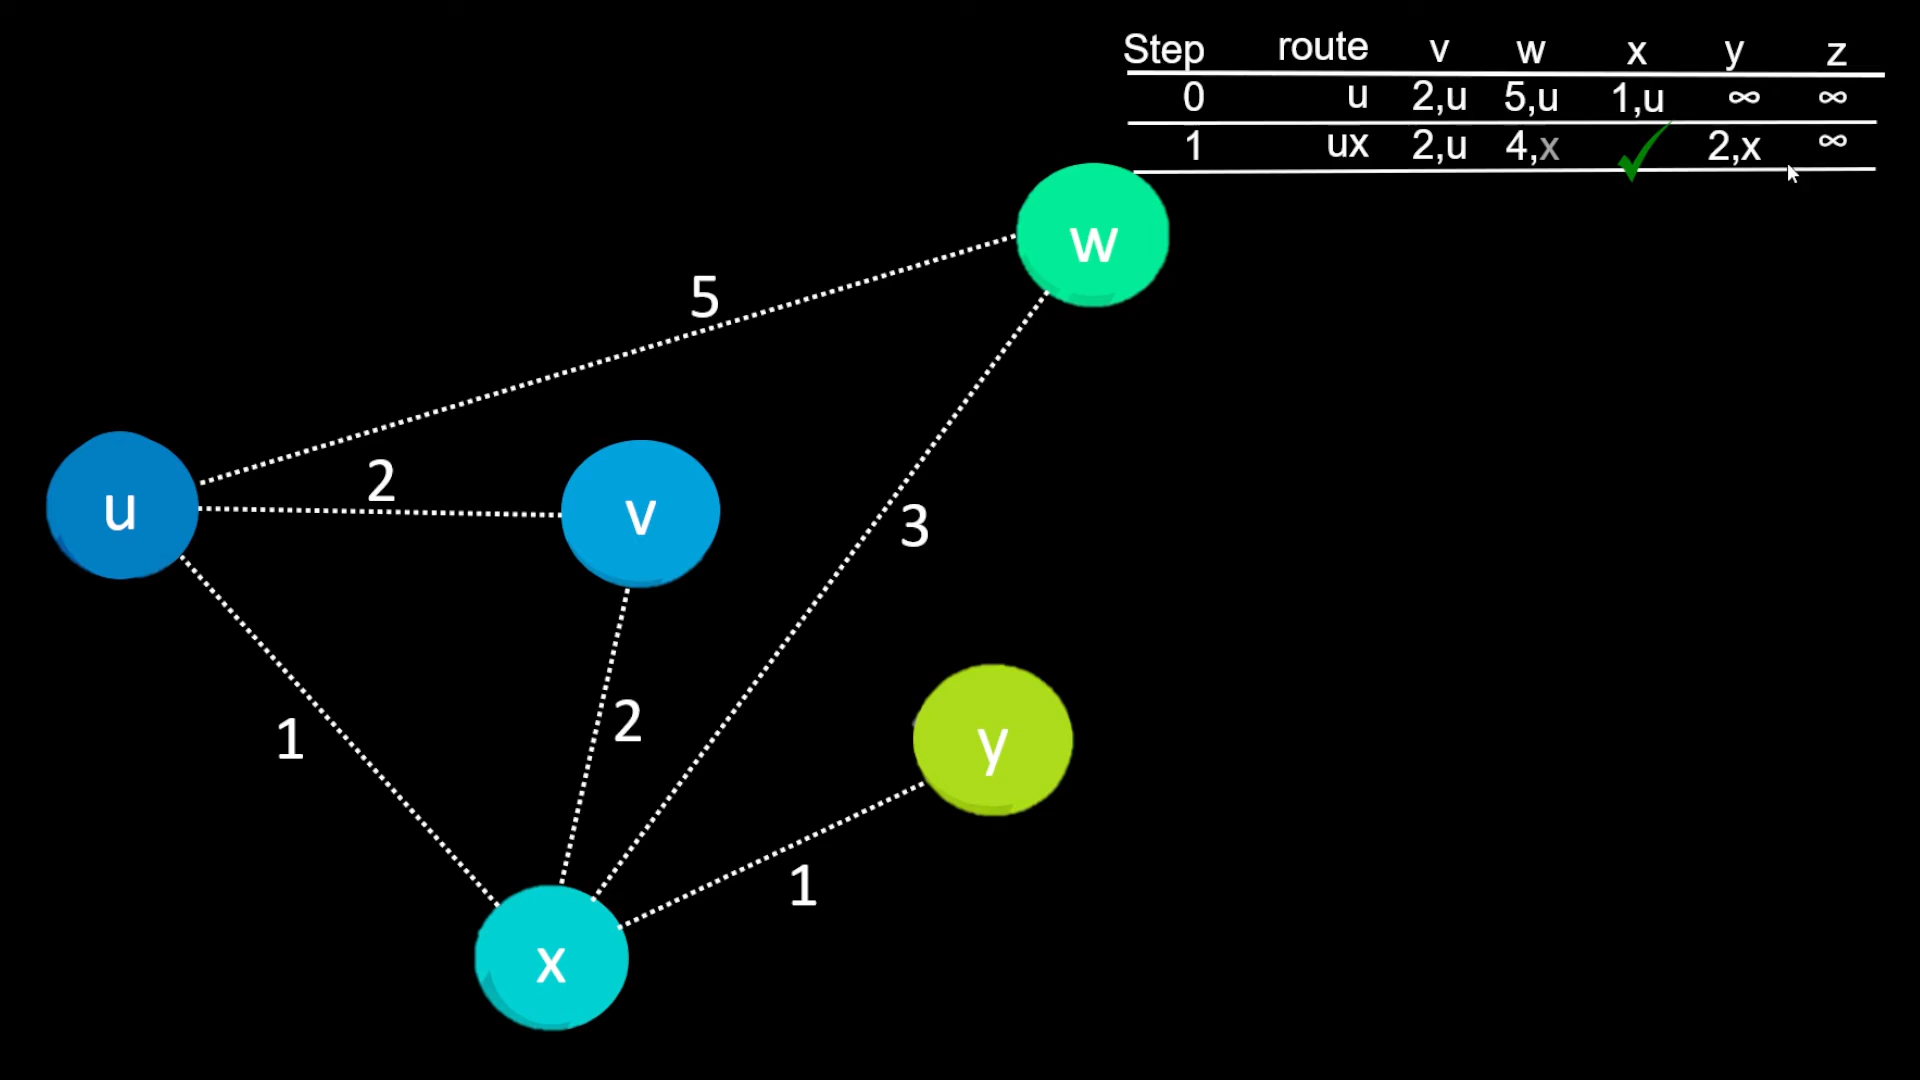 Step route v w x y z
0 u 2,u 5,u 1,u ∞ ∞
1 ux 2,u 4,x 2,x ∞
w
5
u
2
v
3
2
1
y
1
x